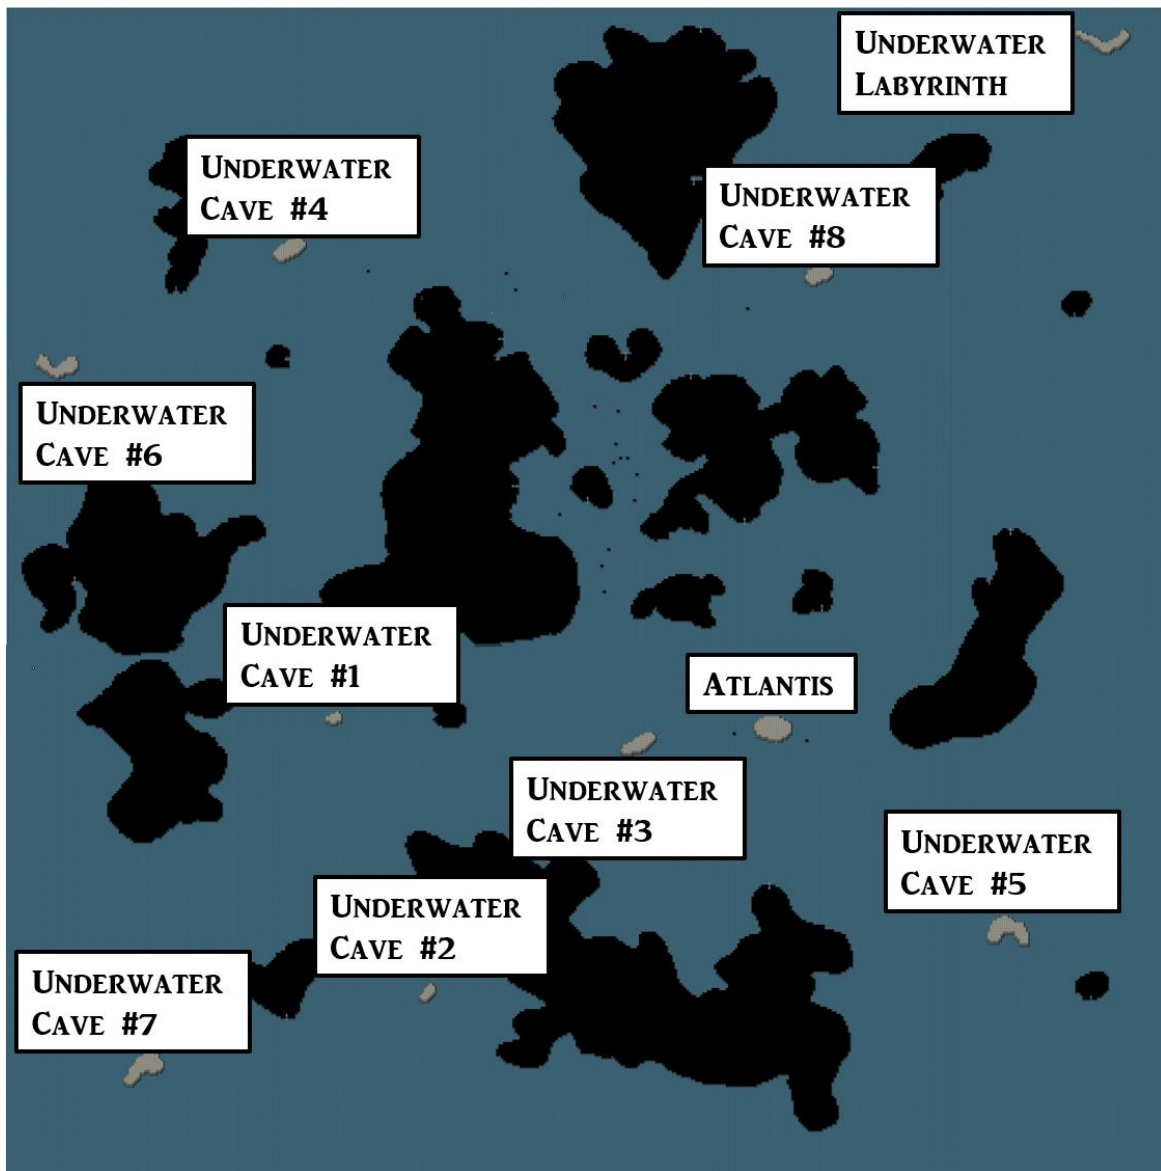 Underwater
Labyrinth
Underwater
Cave #4
Underwater
Cave #8
Underwater
Cave #6
Underwater
Cave #1
Atlantis
Underwater
Cave #3
Underwater
Cave #5
Underwater
Cave #2
Underwater
Cave #7